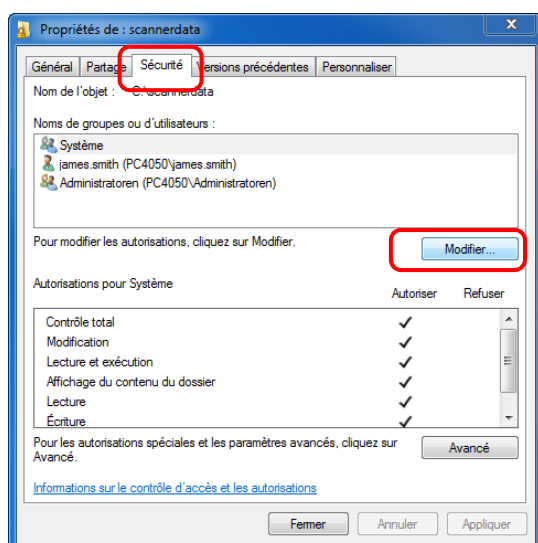 Propriétés de : scannerdata
X
Général Partage Sécurité Versions précédentes Personnaliser
Nom de l'objet : C:\scannerdata
Noms de groupes ou d'utilisateurs :
Système
james.smith (PC4050\james.smith)
Administratoren (PC4050\Administratoren)
Pour modifier les autorisations, cliquez sur Modifier.
Modifier...
Autorisations pour Système
Autoriser Refuser
Contrôle total
Modification
Lecture et exécution
Affichage du contenu du dossier
Lecture
Écriture
Pour les autorisations spéciales et les paramètres avancés, cliquez sur
Avancé.
Avancé
Informations sur le contrôle d'accès et les autorisations
Fermer Annuler Appliquer